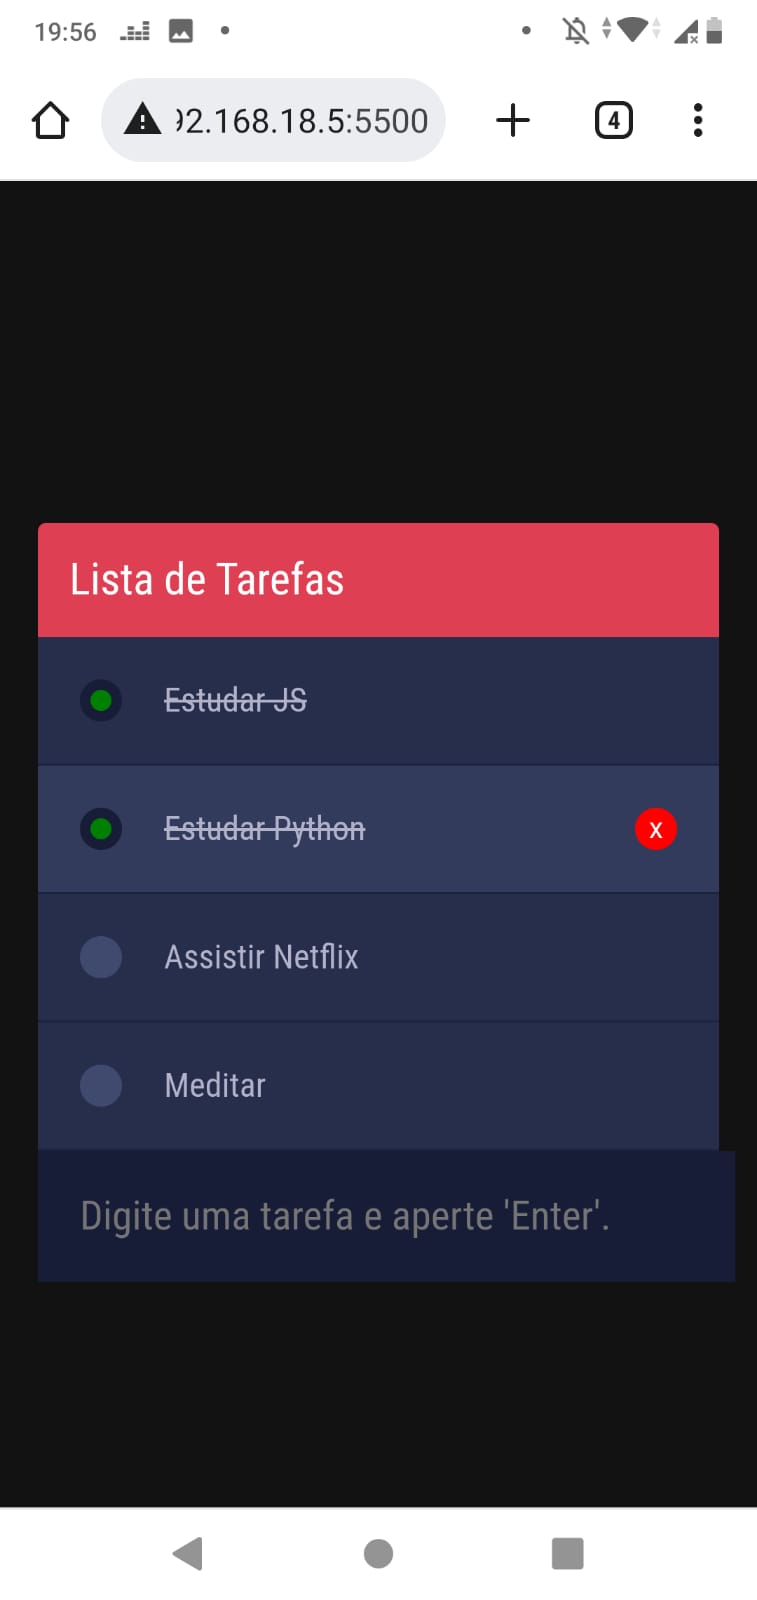 19:56
92.168.18.5:5500
4
Lista de Tarefas
Estudar JS
Estudar Python
X
Assistir Netflix
Meditar
Digite uma tarefa e aperte 'Enter'.